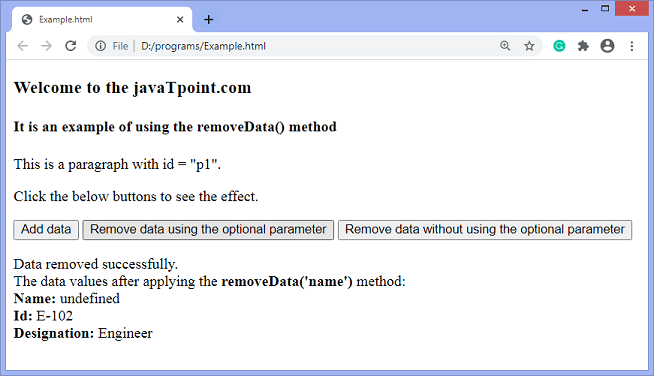 Example.html
File | D:/programs/Example.html
Welcome to the javaTpoint.com
It is an example of using the removeData() method
This is a paragraph with id = "p1".
Click the below buttons to see the effect.
Add data Remove data using the optional parameter Remove data without using the optional parameter
Data removed successfully.
The data values after applying the removeData('name') method:
Name: undefined
Id: E-102
Designation: Engineer